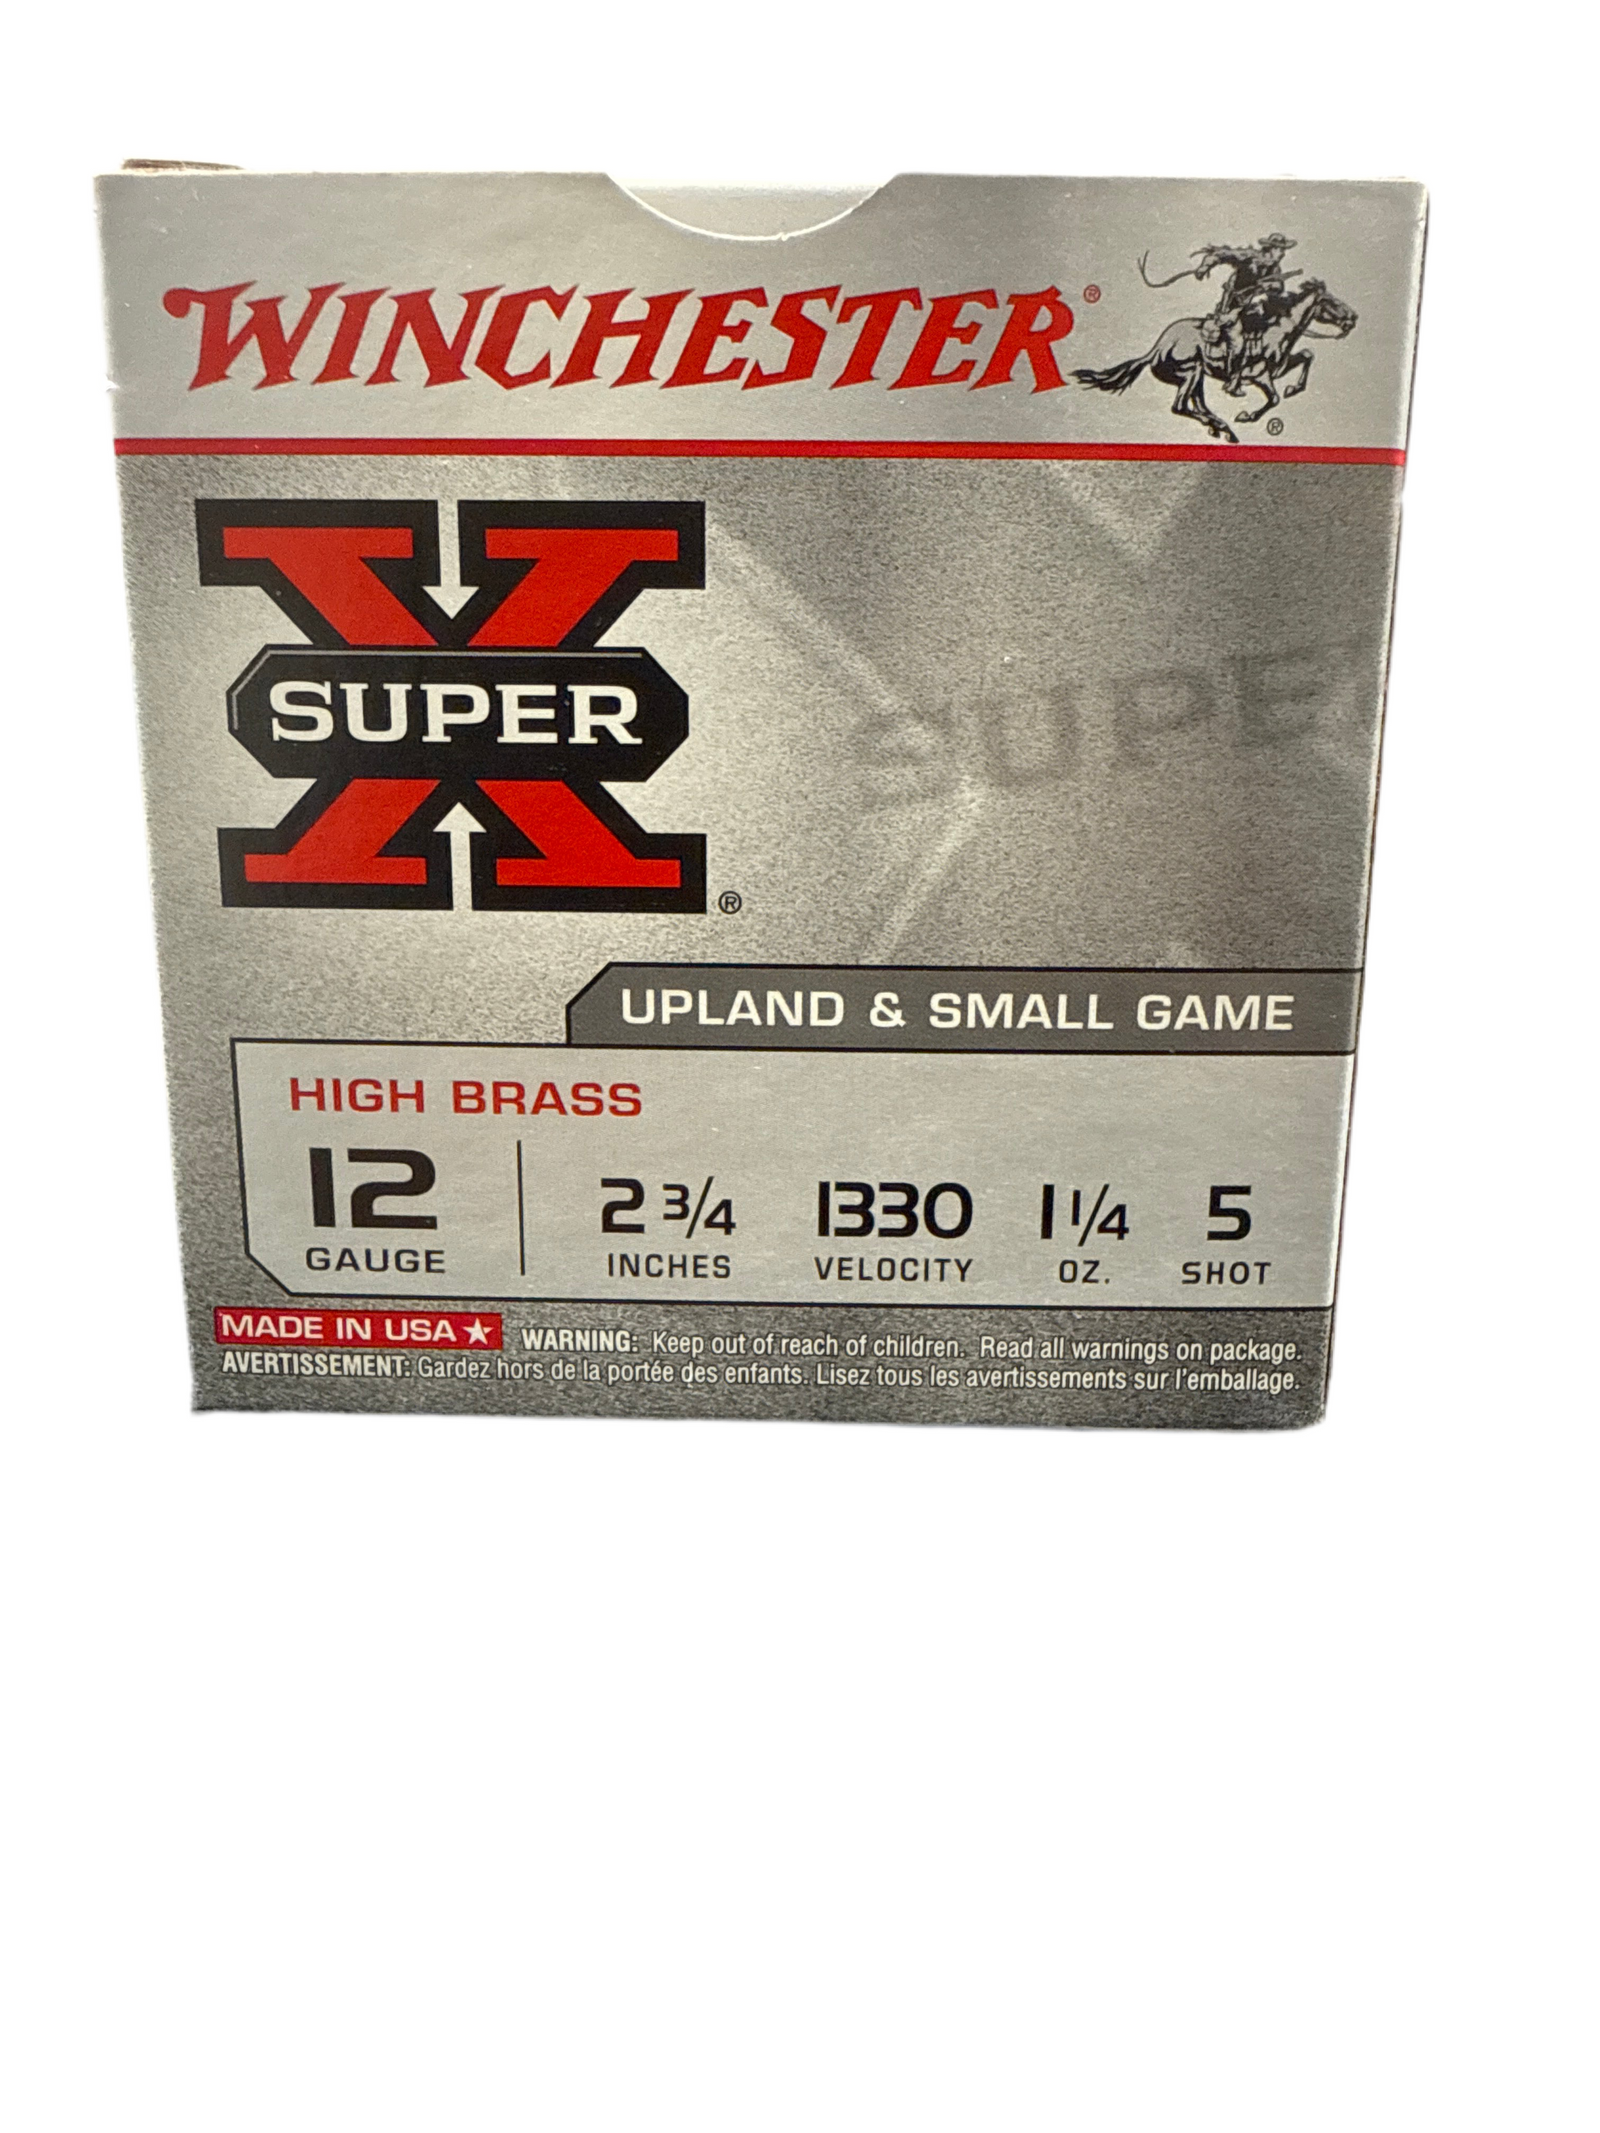 WINCHESTER®
®
SUPER X®
SUPE
UPLAND & SMALL GAME
HIGH BRASS
12 2 3/4 1330 1 1/4 5
GAUGE INCHES VELOCITY OZ. SHOT
MADE IN USA★ WARNING: Keep out of reach of children. Read all warnings on package.
AVERTISSEMENT: Gardez hors de la portée des enfants. Lisez tous les avertissements sur l'emballage.